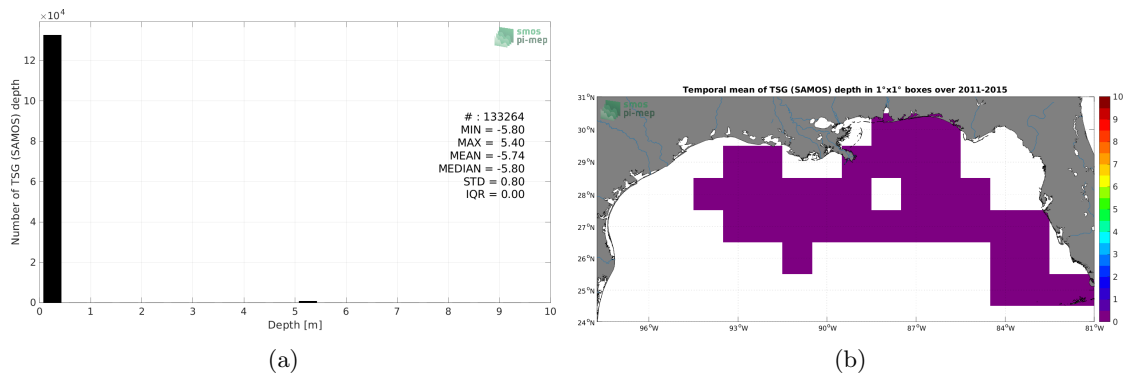 ×10⁴
12
10
8
6
4
2
0
Number of TSG (SAMOS) depth
smos
pi-mep
# : 133264
MIN = -5.80
MAX = 5.40
MEAN = -5.74
MEDIAN = -5.80
STD = 0.80
IQR = 0.00
0 1 2 3 4 5 6 7 8 9 10
Depth [m]
(a)
Temporal mean of TSG (SAMOS) depth in 1°x1° boxes over 2011-2015
smos
pi-mep
31°N
30°N
29°N
28°N
27°N
26°N
25°N
24°N
96°W 93°W 90°W 87°W 84°W 81°W
10
9
8
7
6
5
4
3
2
1
0
(b)